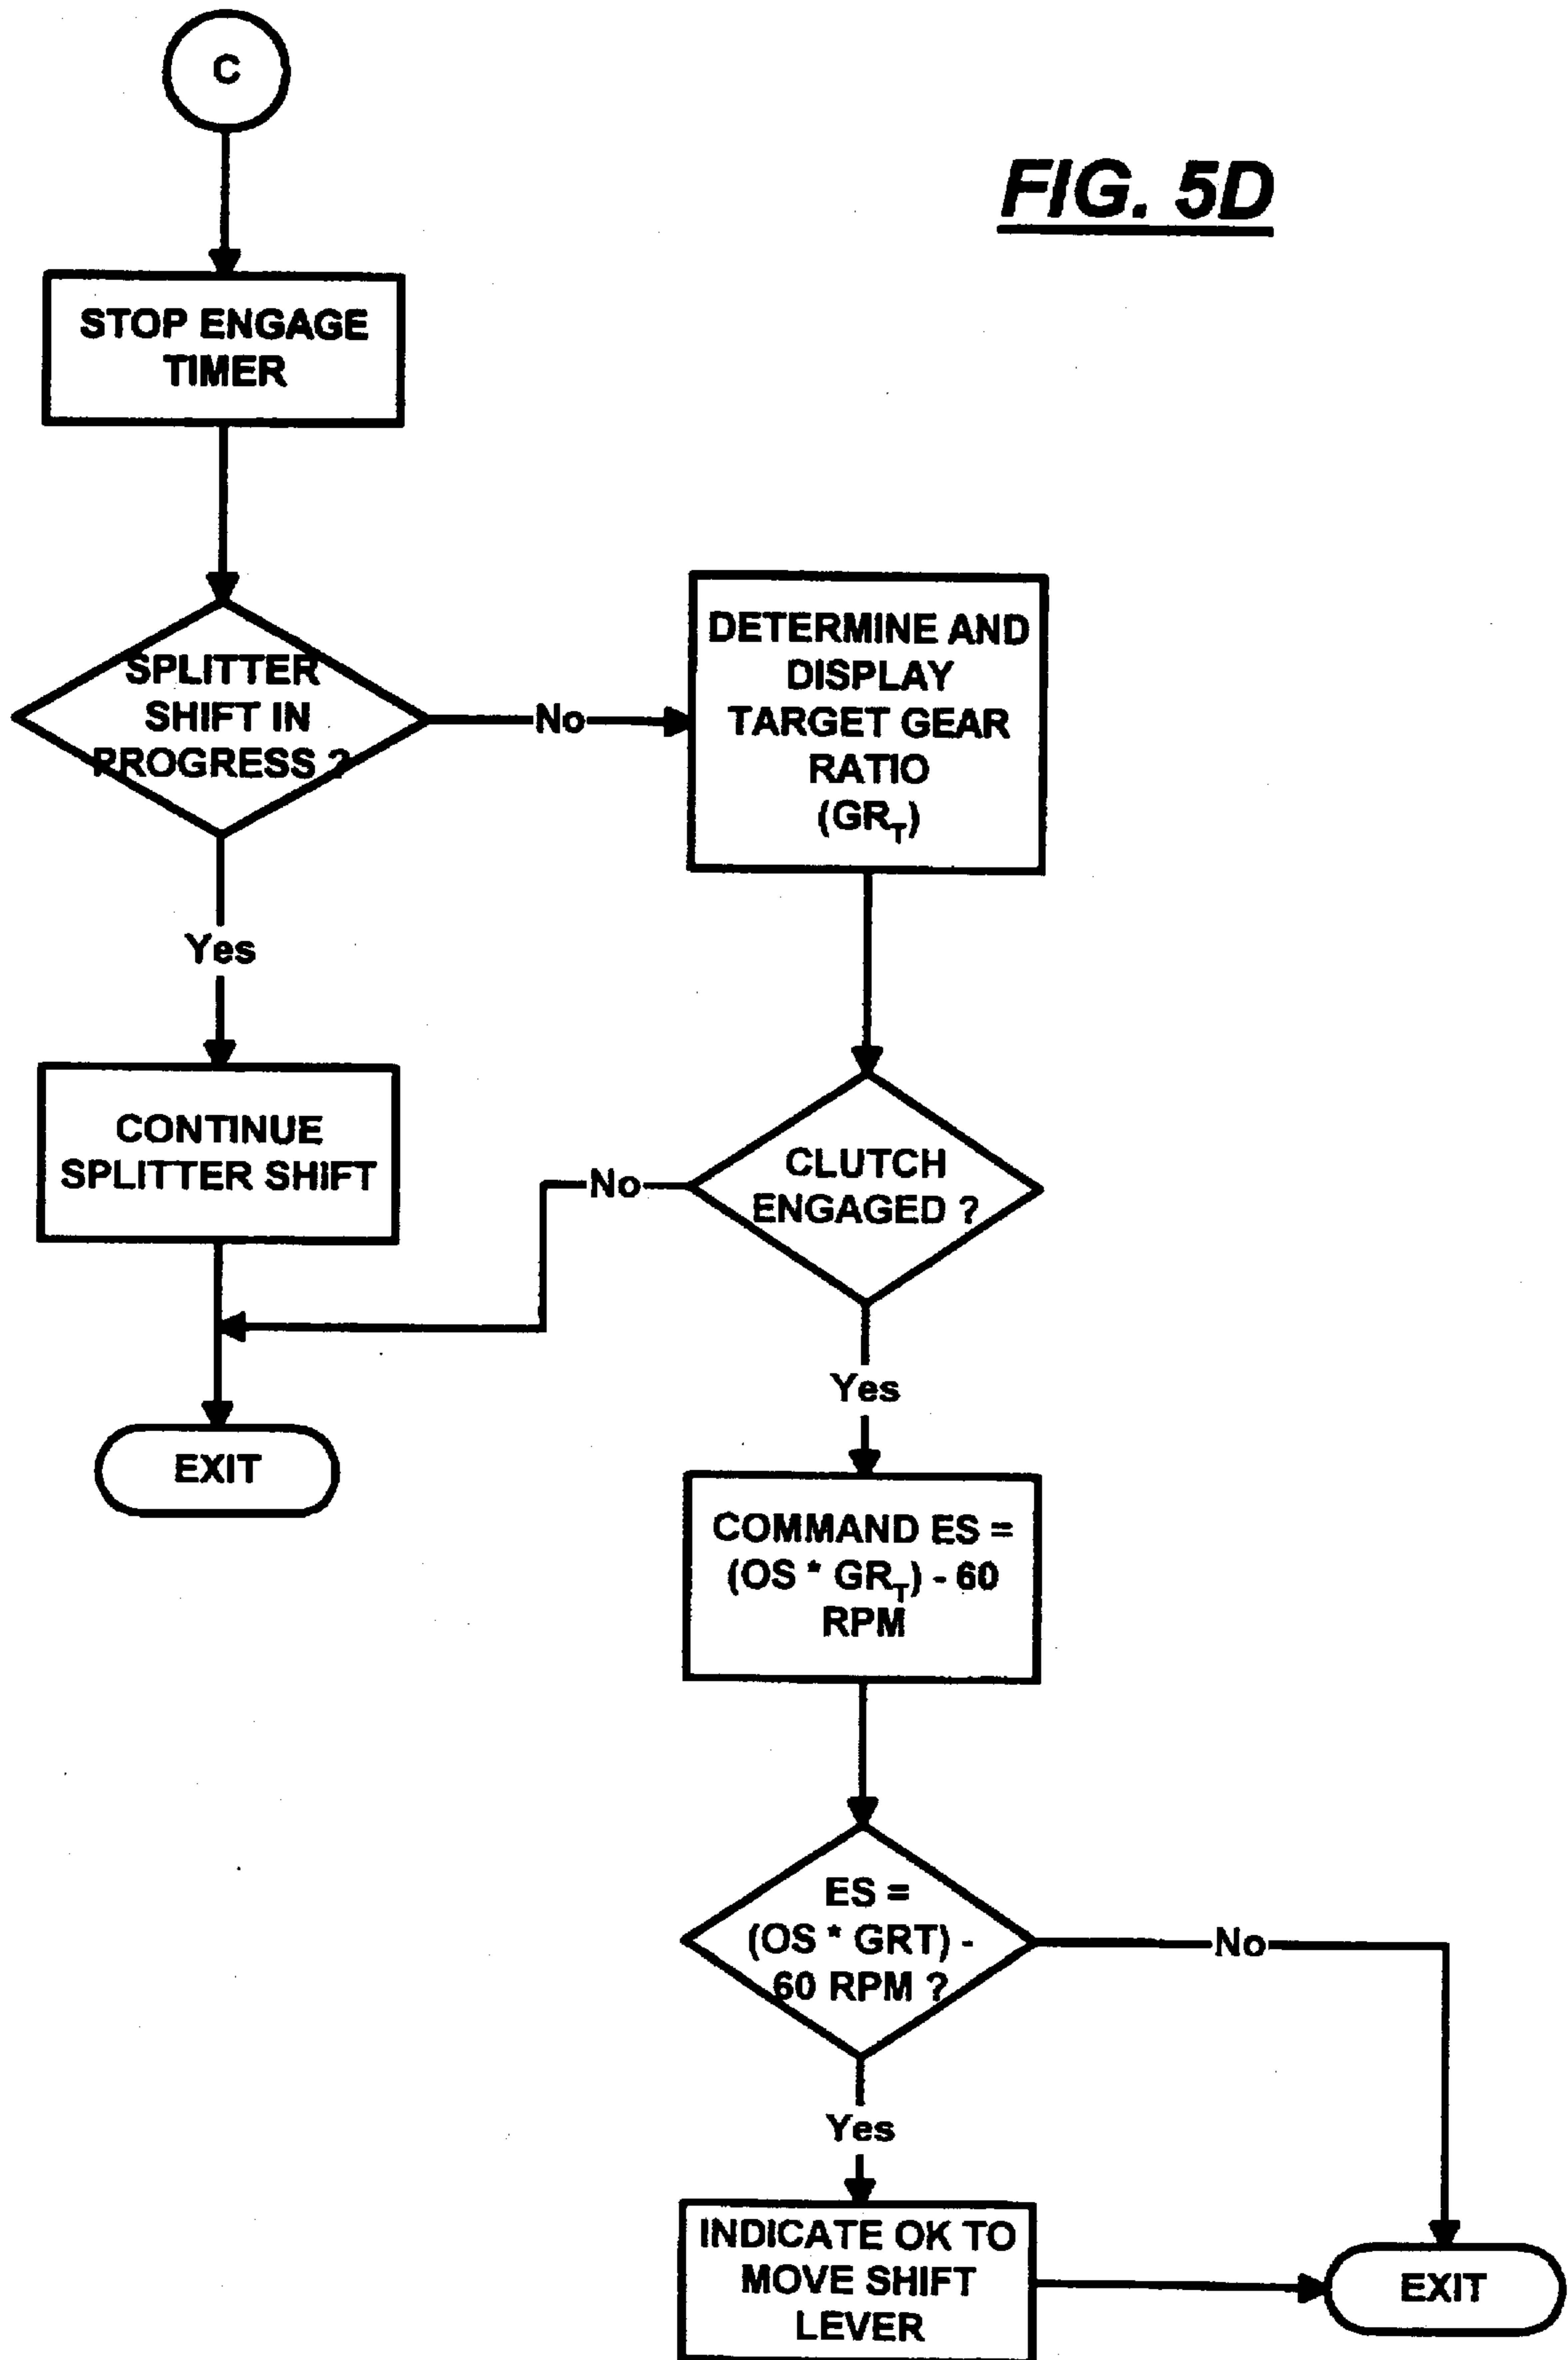 C
FIG. 5D
STOP ENGAGE
TIMER
SPLITTER
SHIFT IN
PROGRESS ?
No
DETERMINE AND
DISPLAY
TARGET GEAR
RATIO
(GR_T)
Yes
CONTINUE
SPLITTER SHIFT
No
CLUTCH
ENGAGED ?
EXIT
Yes
COMMAND ES =
(OS * GR_T) - 60
RPM
ES =
(OS * GRT) -
60 RPM ?
No
Yes
INDICATE OK TO
MOVE SHIFT
LEVER
EXIT